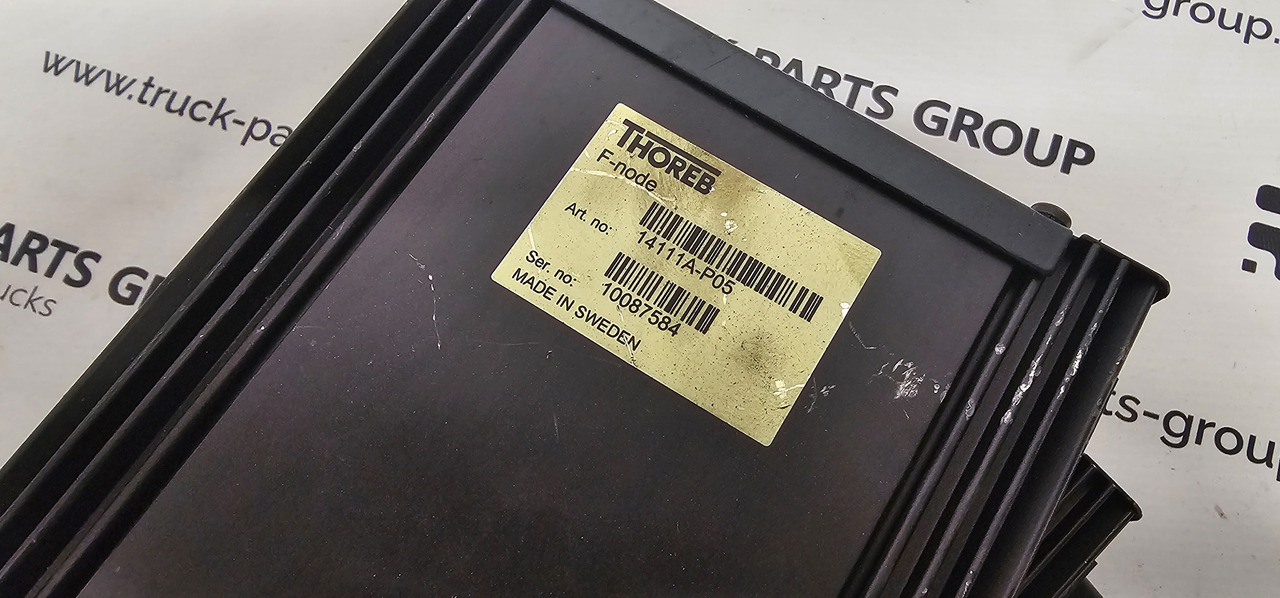 THOREB
F-node
Art. no:
14111A-P05
Ser. no:
10087584
MADE IN SWEDEN
www.truck-pa
PARTS GROUP
group.
ARTS G
ucks
ts-grou